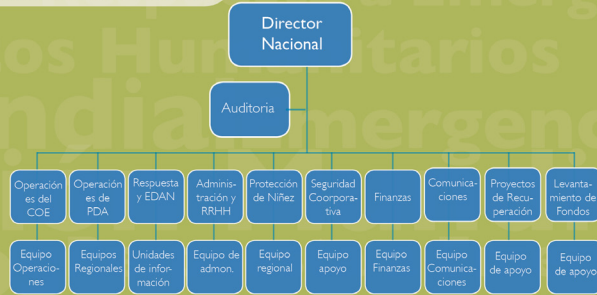 Director
Nacional
Auditoria
Operación
es del
COE
Operación
es de
PDA
Respuesta
y EDAN
Adminis-
tración y
RRHH
Protección
de Niñez
Seguridad
Coorpora-
tiva
Finanzas
Comunica-
ciones
Proyectos
de Recu-
peración
Levanta-
miento de
Fondos
Equipo
Operacio-
nes
Equipos
Regionales
Unidades
de infor-
mación
Equipo de
admon.
Equipo
regional
Equipo
apoyo
Equipo
Finanzas
Equipo
Comunica-
ciones
Equipo
de apoyo
Equipo
de apoyo